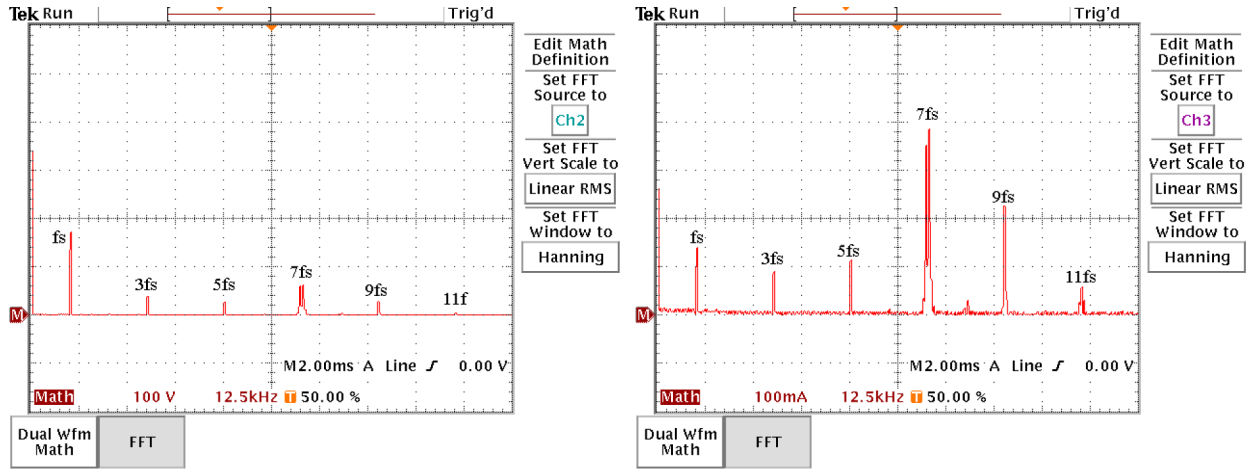 Tek Run Trig'd
fs
3fs
5fs
7fs
9fs
11f
M
M2.00ms A Line 0.00 V
Math 100 V 12.5kHz T 50.00 %
Edit Math
Definition
Set FFT
Source to
Ch2
Set FFT
Vert Scale to
Linear RMS
Set FFT
Window to
Hanning
Dual Wfm
Math
FFT
Tek Run Trig'd
fs
3fs
5fs
7fs
9fs
11fs
M
M2.00ms A Line 0.00 V
Math 100mA 12.5kHz T 50.00 %
Edit Math
Definition
Set FFT
Source to
Ch3
Set FFT
Vert Scale to
Linear RMS
Set FFT
Window to
Hanning
Dual Wfm
Math
FFT